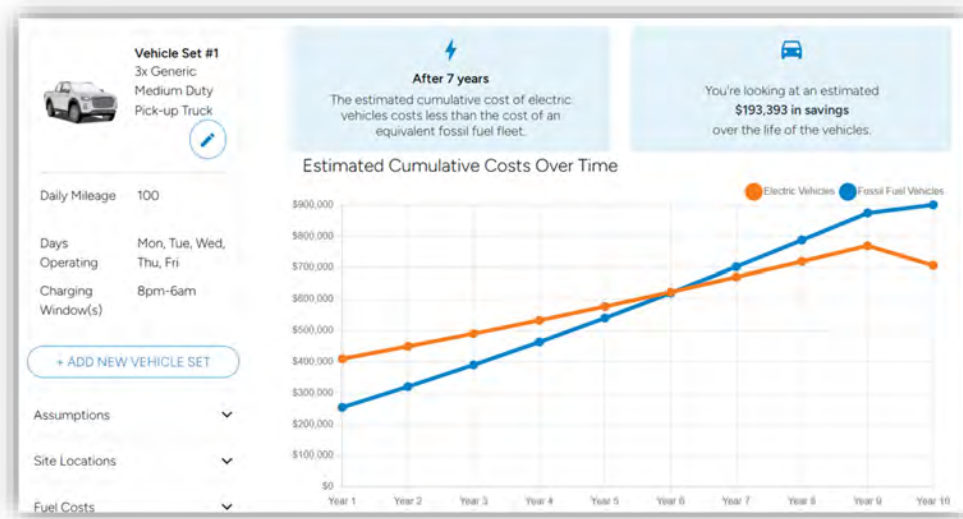 Vehicle Set #1
3x Generic
Medium Duty
Pick-up Truck
Daily Mileage 100
Days Mon, Tue, Wed,
Operating Thu, Fri
Charging 8pm-6am
Window(s)
+ ADD NEW VEHICLE SET
Assumptions
Site Locations
Fuel Costs
After 7 years
The estimated cumulative cost of electric
vehicles costs less than the cost of an
equivalent fossil fuel fleet.
You're looking at an estimated
$193,393 in savings
over the life of the vehicles.
Estimated Cumulative Costs Over Time
Electric Vehicles Fossil Fuel Vehicles
$900,000
$800,000
$700,000
$600,000
$500,000
$400,000
$300,000
$200,000
$100,000
$0
Year 1 Year 2 Year 3 Year 4 Year 5 Year 6 Year 7 Year 8 Year 9 Year 10